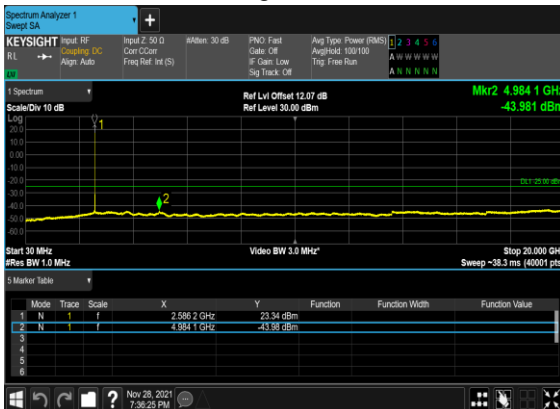 Spectrum Analyzer 1
Swept SA
KEYSIGHT Input: RF Input Z: 50 Ω #Atten: 30 dB PNO: Fast Avg Type: Power (RMS) 1 2 3 4 5 6
RL Coupling: DC Corr CCorr Gate: Off Avg|Hold: 100/100 A W W W W W
Align: Auto Freq Ref: Int (S) IF Gain: Low Trig: Free Run
Sig Track: Off A N N N N N
1 Spectrum Ref Lvl Offset 12.07 dB Mkr2 4.984 1 GHz
Scale/Div 10 dB Ref Level 30.00 dBm -43.981 dBm
Log
20.0
10.0
0.00
-10.0
-20.0
-30.0
-40.0
-50.0
-60.0
1
2
DL1 -25.00 dBm
Start 30 MHz Video BW 3.0 MHz* Stop 20.000 GHz
#Res BW 1.0 MHz Sweep ~38.3 ms (40001 pts)
5 Marker Table
Mode Trace Scale X Y Function Function Width Function Value
1 N 1 f 2.586 2 GHz 23.34 dBm
2 N 1 f 4.984 1 GHz -43.98 dBm
3
4
5
6
? Nov 28, 2021
7:36:25 PM